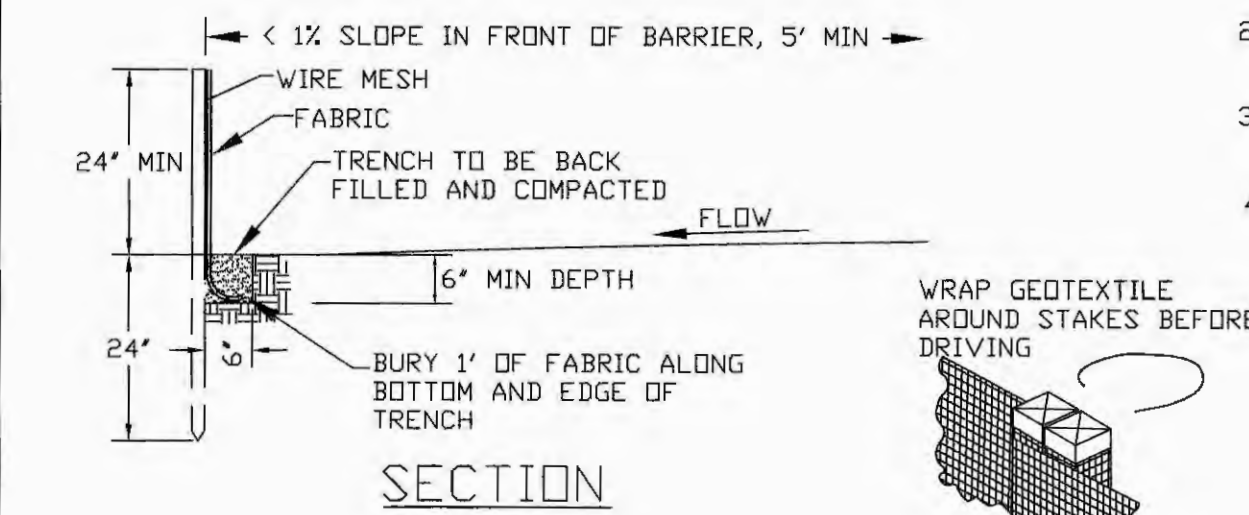 < 1% SLOPE IN FRONT OF BARRIER, 5' MIN
2
WIRE MESH
FABRIC
3
24" MIN
TRENCH TO BE BACK
FILLED AND COMPACTED
FLOW
6" MIN DEPTH
WRAP GEOTEXTILE
AROUND STAKES BEFORE
DRIVING
24"
6"
BURY 1' OF FABRIC ALONG
BOTTOM AND EDGE OF
TRENCH
SECTION